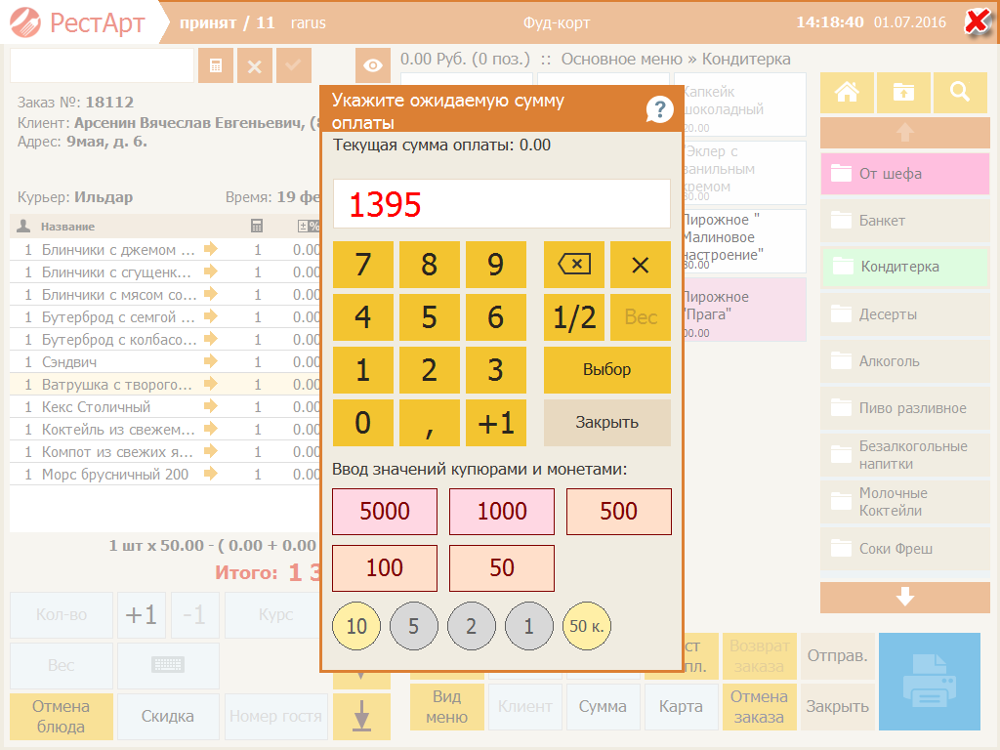 РестАрт
принят / 11 rarus
Фуд-корт
14:18:40 01.07.2016
0.00 Руб. (0 поз.) :: Основное меню » Кондитерка
Заказ №: 18112
Клиент: Арсенин Вячеслав Евгеньевич,
Адрес: 9мая, д. 6.
Курьер: Ильдар
Время: 19
Название
±%
1 Блинчики с джемом ... 1 0.00
1 Блинчики с сгущенк... 1 0.00
1 Блинчики с мясом со... 1 0.00
1 Бутерброд с семгой ... 1 0.00
1 Бутерброд с колбасо... 1 0.00
1 Сэндвич 1 0.00
1 Ватрушка с творого... 1 0.00
1 Кекс Столичный 1 0.00
1 Коктейль из свежем... 1 0.00
1 Компот из свежих я... 1 0.00
1 Морс брусничный 200 1 0.00
1 шт x 50.00 - ( 0.00 + 0.00
Итого: 1 3
Кол-во
+1
-1
Курс
Вес
Отмена
блюда
Скидка
Номер гостя
Укажите ожидаемую сумму
оплаты
?
Текущая сумма оплаты: 0.00
1395
7 8 9
4 5 6 1/2 Вес
1 2 3 Выбор
0 , +1 Закрыть
Ввод значений купюрами и монетами:
5000 1000 500
100 50
10 5 2 1 50 к.
Капкейк
шоколадный
20.00
"Эклер с
ванильным
кремом
30.00
Пирожное "
Малиновое
настроение"
30.00
Пирожное
"Прага"
00.00
От шефа
Банкет
Кондитерка
Десерты
Алкоголь
Пиво разливное
Безалкогольные
напитки
Молочные
Коктейли
Соки Фреш
Возврат
заказа
Отправ.
Вид
меню
Клиент
Сумма
Карта
Отмена
заказа
Закрыть